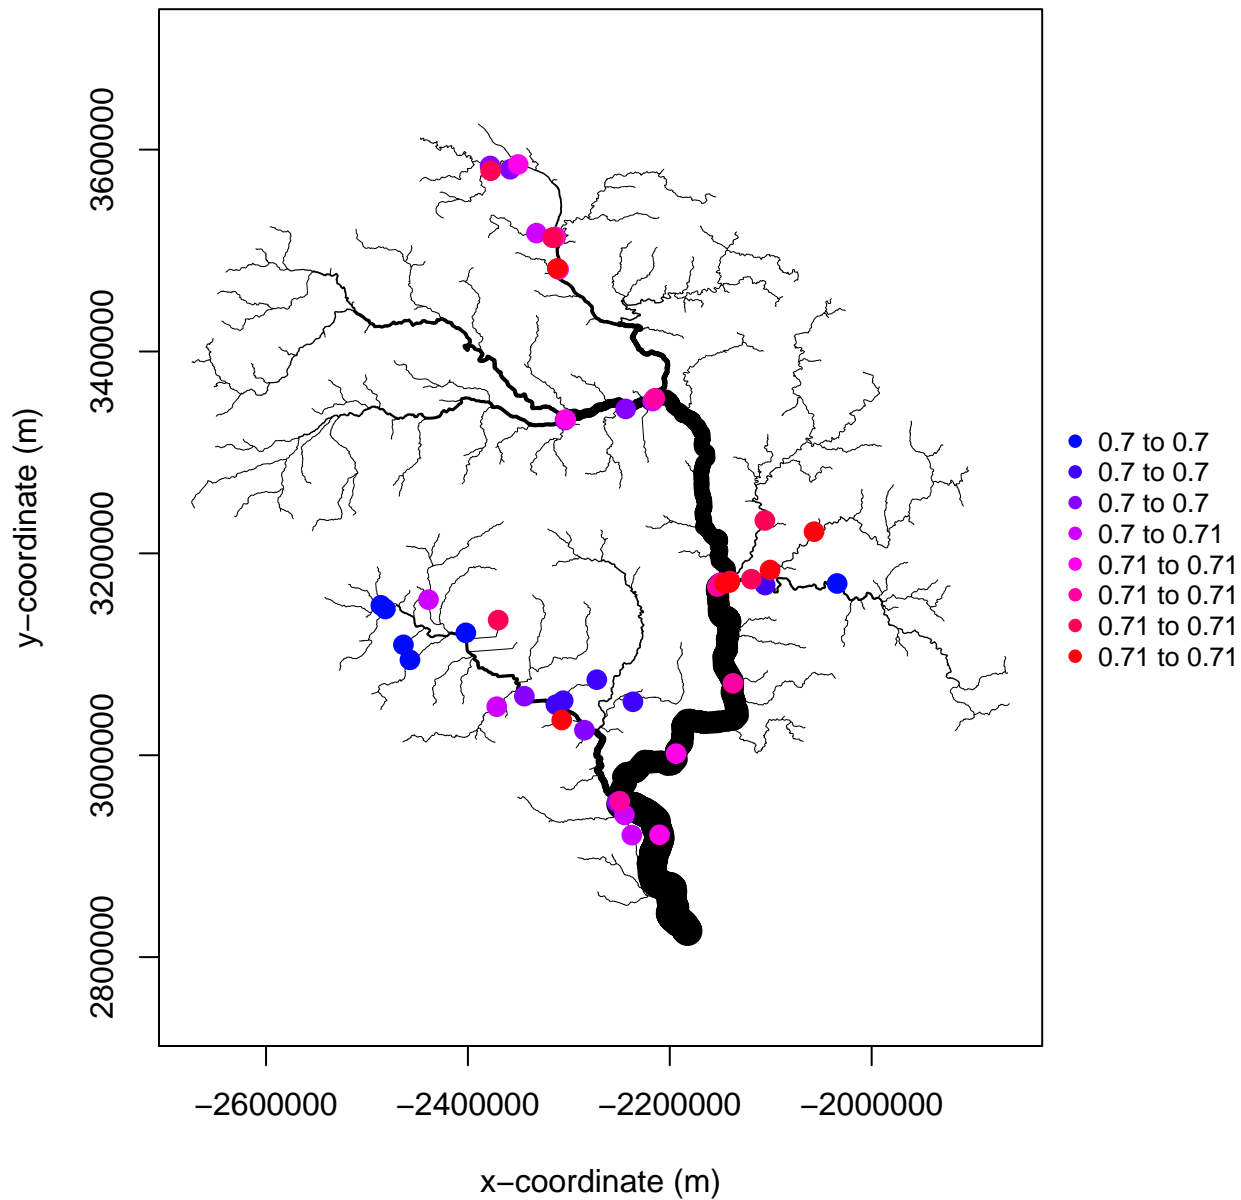 3600000
3400000
3200000
3000000
2800000
y−coordinate (m)
−2600000 −2400000 −2200000 −2000000
x−coordinate (m)
0.7 to 0.7
0.7 to 0.7
0.7 to 0.7
0.7 to 0.71
0.71 to 0.71
0.71 to 0.71
0.71 to 0.71
0.71 to 0.71